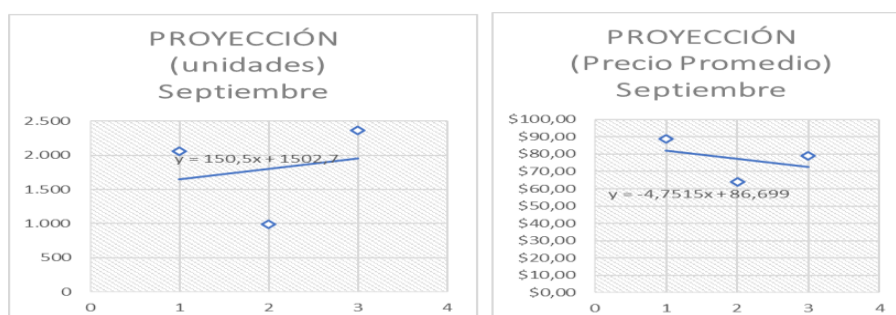 PROYECCIÓN
(unidades)
Septiembre
2.500
2.000
1.500
1.000
500
0
0 1 2 3 4
y = 150,5x + 1502,7
PROYECCIÓN
(Precio Promedio)
Septiembre
$100,00
$90,00
$80,00
$70,00
$60,00
$50,00
$40,00
$30,00
$20,00
$10,00
$0,00
0 1 2 3 4
y = -4,7515x + 86,699